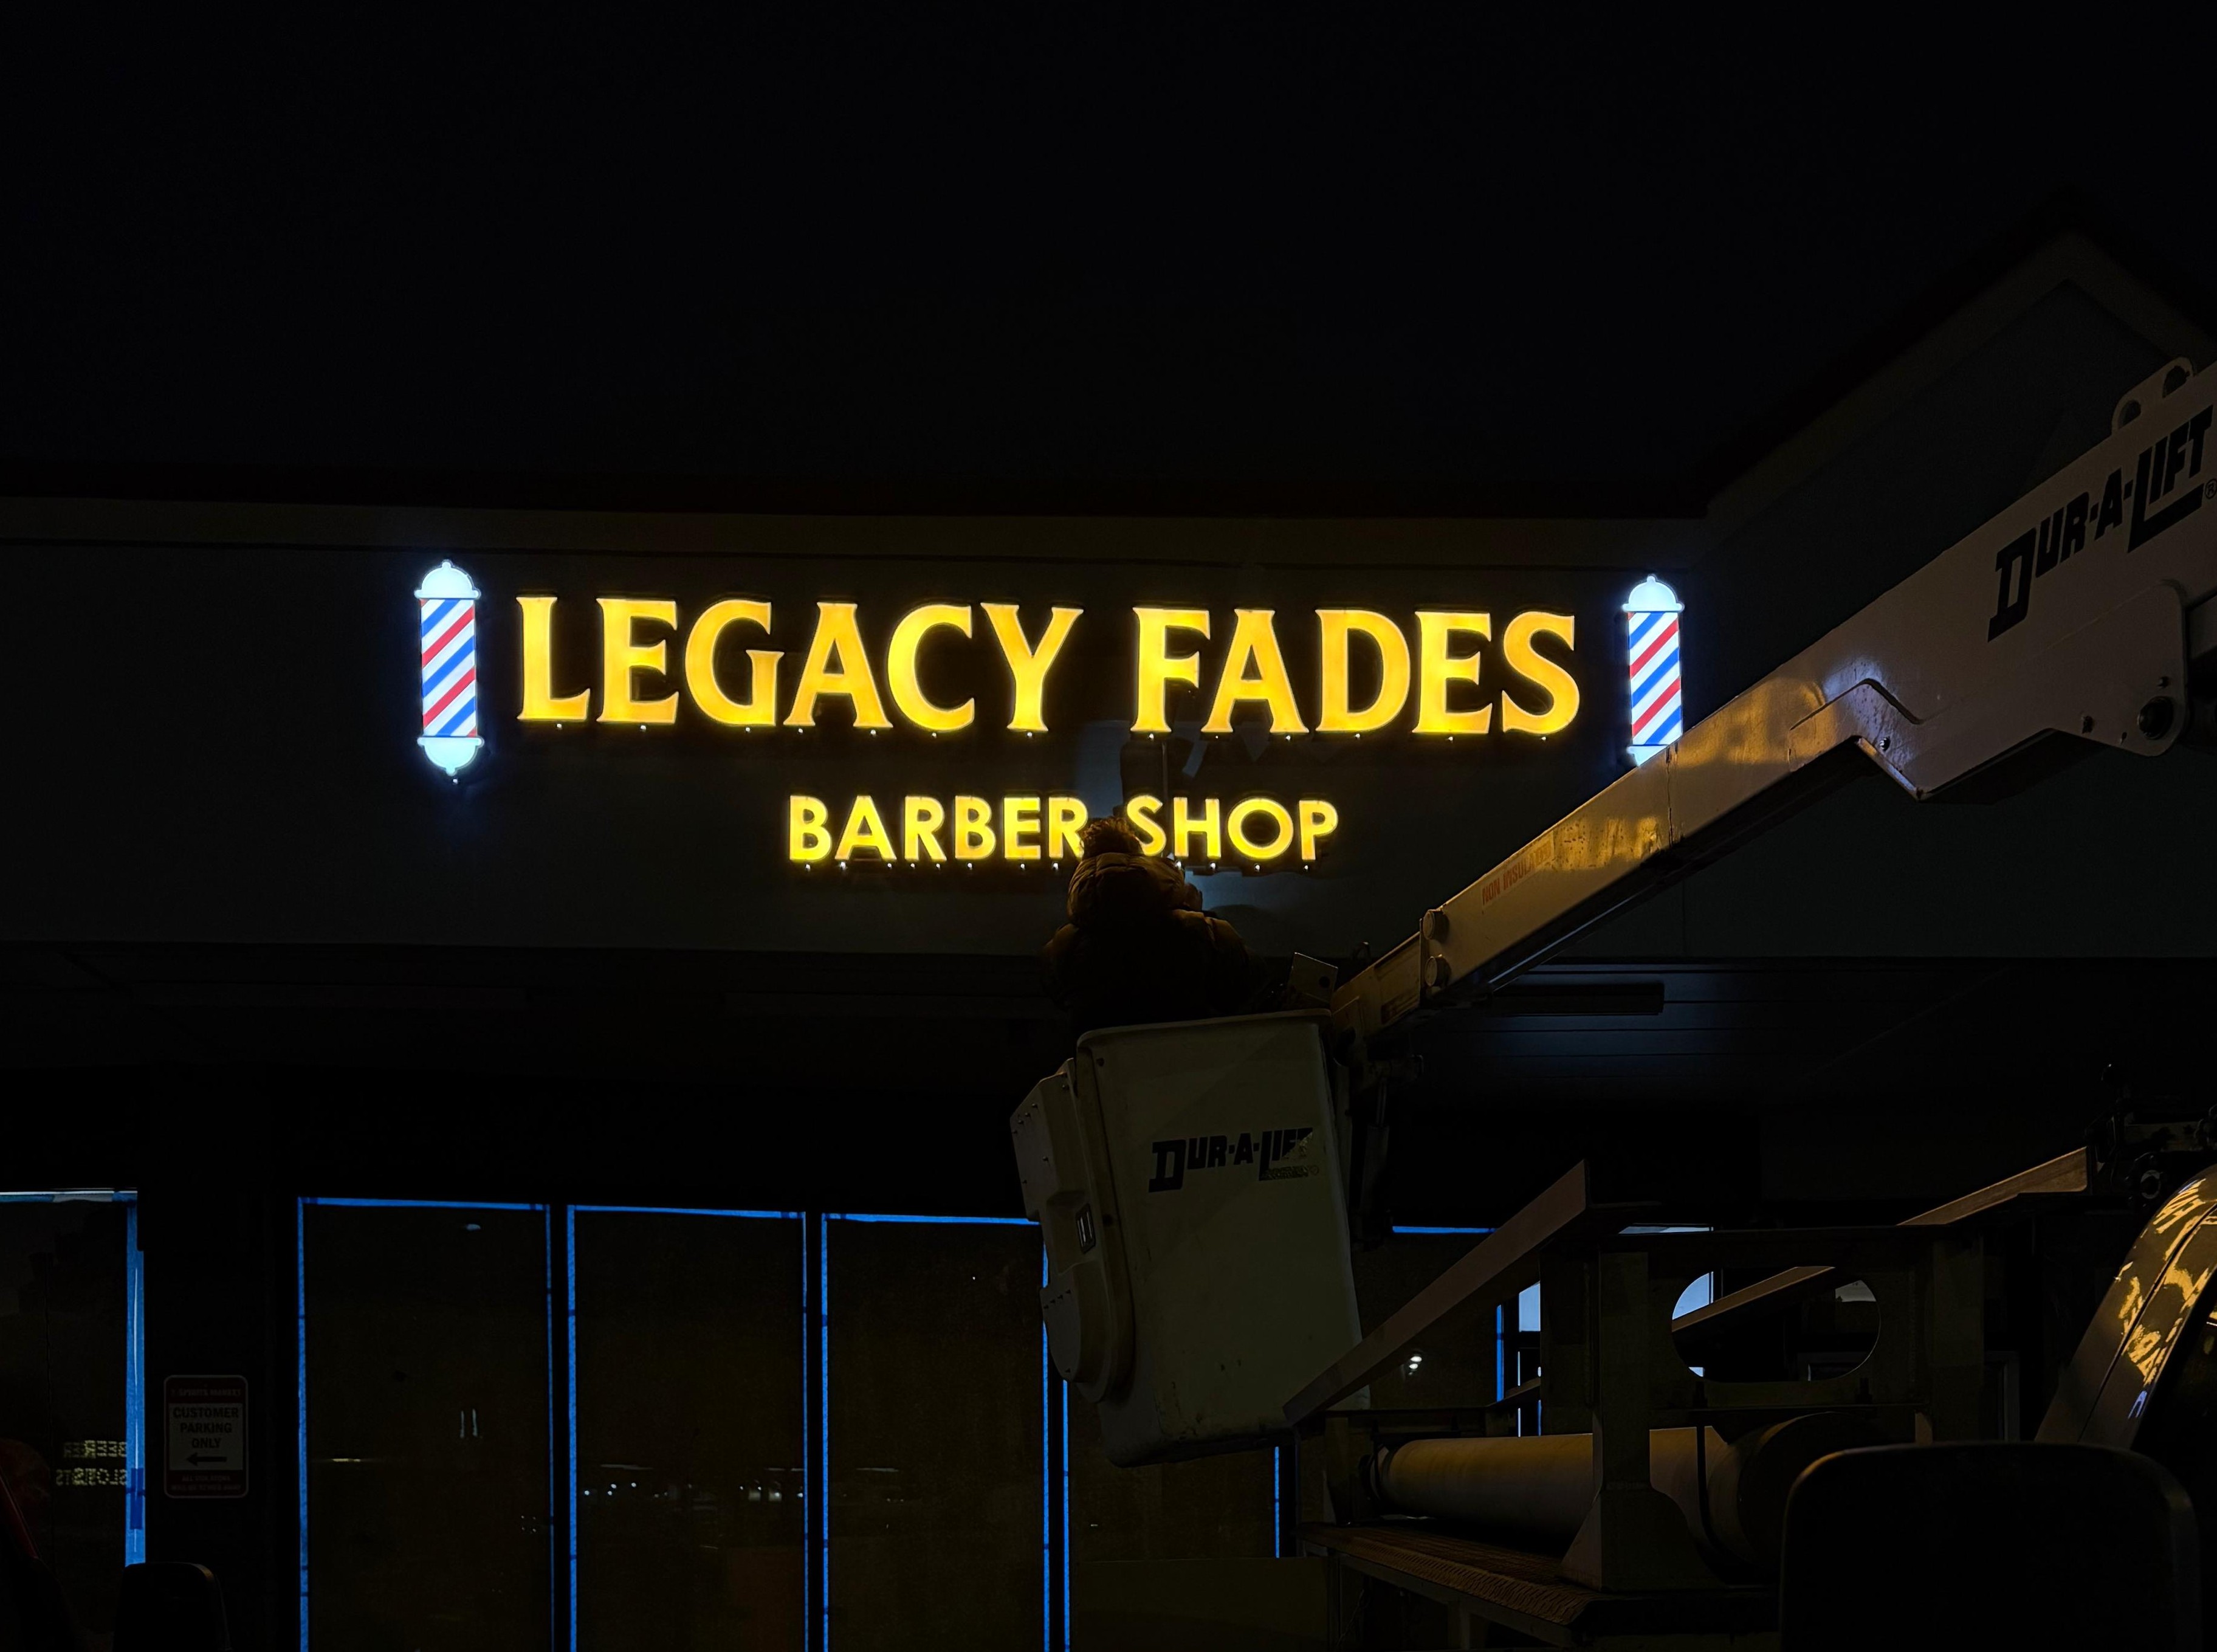 LEGACY FADES
BARBER SHOP
DUR-A-LIFT®
NON INSULATED
DUR-A-LIFT
CUSTOMER
PARKING
ONLY